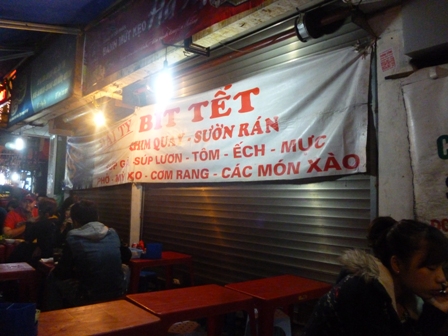 BÍT TẾT
CHIM QUAY - SƯỜN RÁN
SÚP LƯƠN - TÔM - ẾCH - MỰC
PHỞ - MỲ XÀO - CƠM RANG - CÁC MÓN XÀO